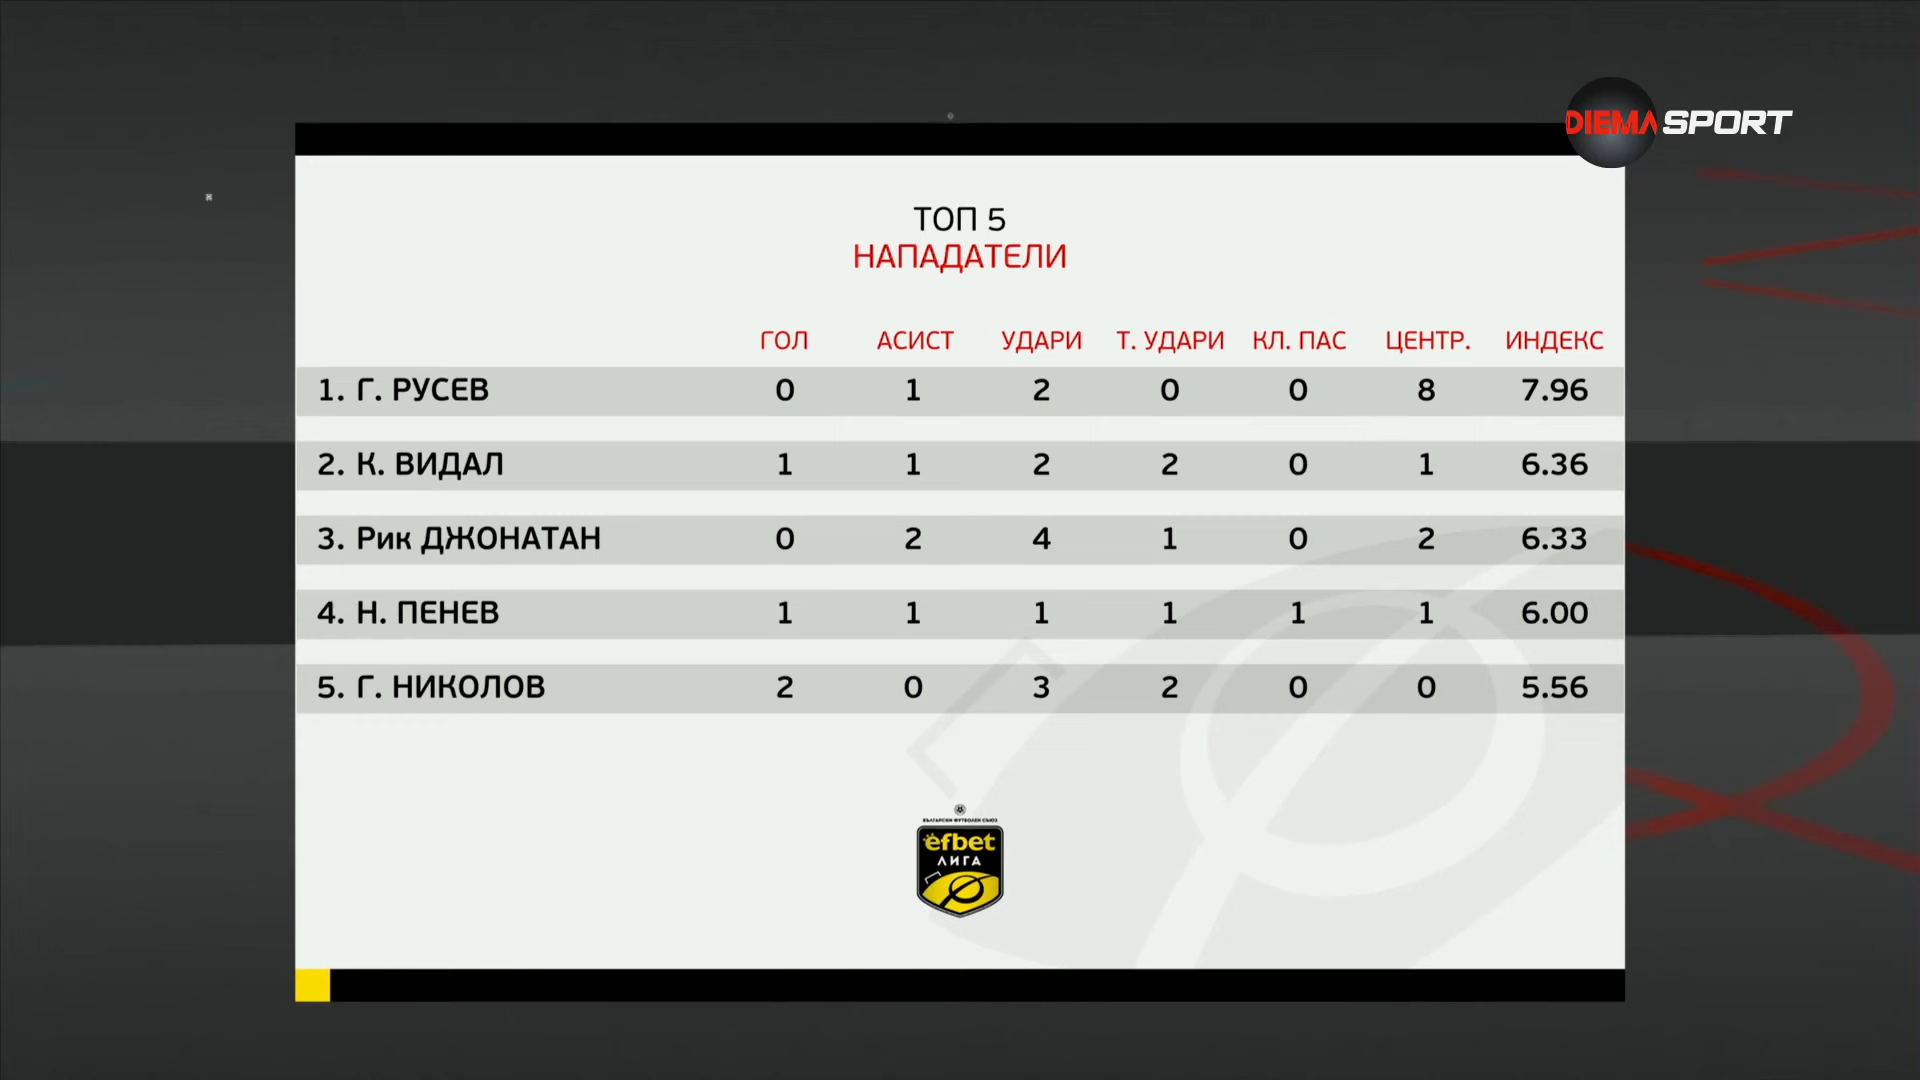 DIEMA SPORT
ТОП 5
НАПАДАТЕЛИ
ГОЛ АСИСТ УДАРИ Т. УДАРИ КЛ. ПАС ЦЕНТР. ИНДЕКС
1. Г. РУСЕВ 0 1 2 0 0 8 7.96
2. К. ВИДАЛ 1 1 2 2 0 1 6.36
3. Рик ДЖОНАТАН 0 2 4 1 0 2 6.33
4. Н. ПЕНЕВ 1 1 1 1 1 1 6.00
5. Г. НИКОЛОВ 2 0 3 2 0 0 5.56
БЪЛГАРСКИ ФУТБОЛЕН СЪЮЗ
efbet
ЛИГА